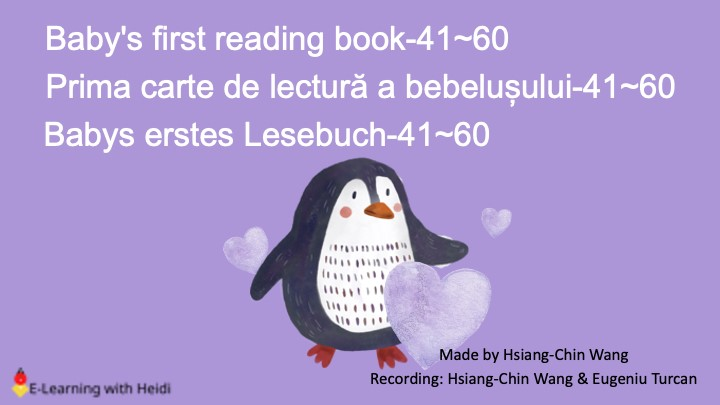 Baby's first reading book-41~60
Prima carte de lectură a bebelușului-41~60
Babys erstes Lesebuch-41~60
Made by Hsiang-Chin Wang
Recording: Hsiang-Chin Wang & Eugeniu Turcan
E-Learning with Heidi